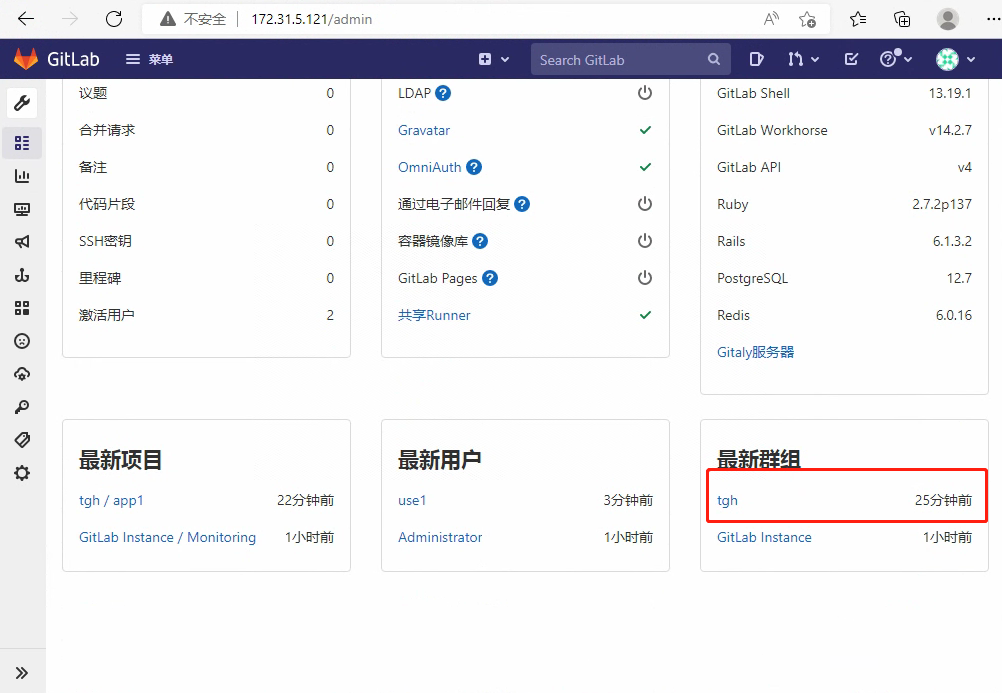 不安全 172.31.5.121/admin
GitLab 菜单 Search GitLab
议题 0
合并请求 0
备注 0
代码片段 0
SSH密钥 0
里程碑 0
激活用户 2
LDAP
Gravatar
OmniAuth
通过电子邮件回复
容器镜像库
GitLab Pages
共享Runner
GitLab Shell 13.19.1
GitLab Workhorse v14.2.7
GitLab API v4
Ruby 2.7.2p137
Rails 6.1.3.2
PostgreSQL 12.7
Redis 6.0.16
Gitaly服务器
最新项目
tgh / app1 22分钟前
GitLab Instance / Monitoring 1小时前
最新用户
use1 3分钟前
Administrator 1小时前
最新群组
tgh 25分钟前
GitLab Instance 1小时前